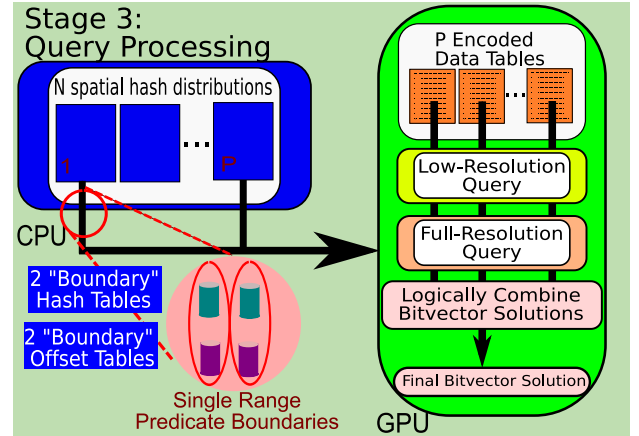 Stage 3:
Query Processing
N spatial hash distributions
1
...
P
CPU
2 "Boundary"
Hash Tables
2 "Boundary"
Offset Tables
Single Range
Predicate Boundaries
P Encoded
Data Tables
...
Low-Resolution
Query
Full-Resolution
Query
Logically Combine
Bitvector Solutions
Final Bitvector Solution
GPU